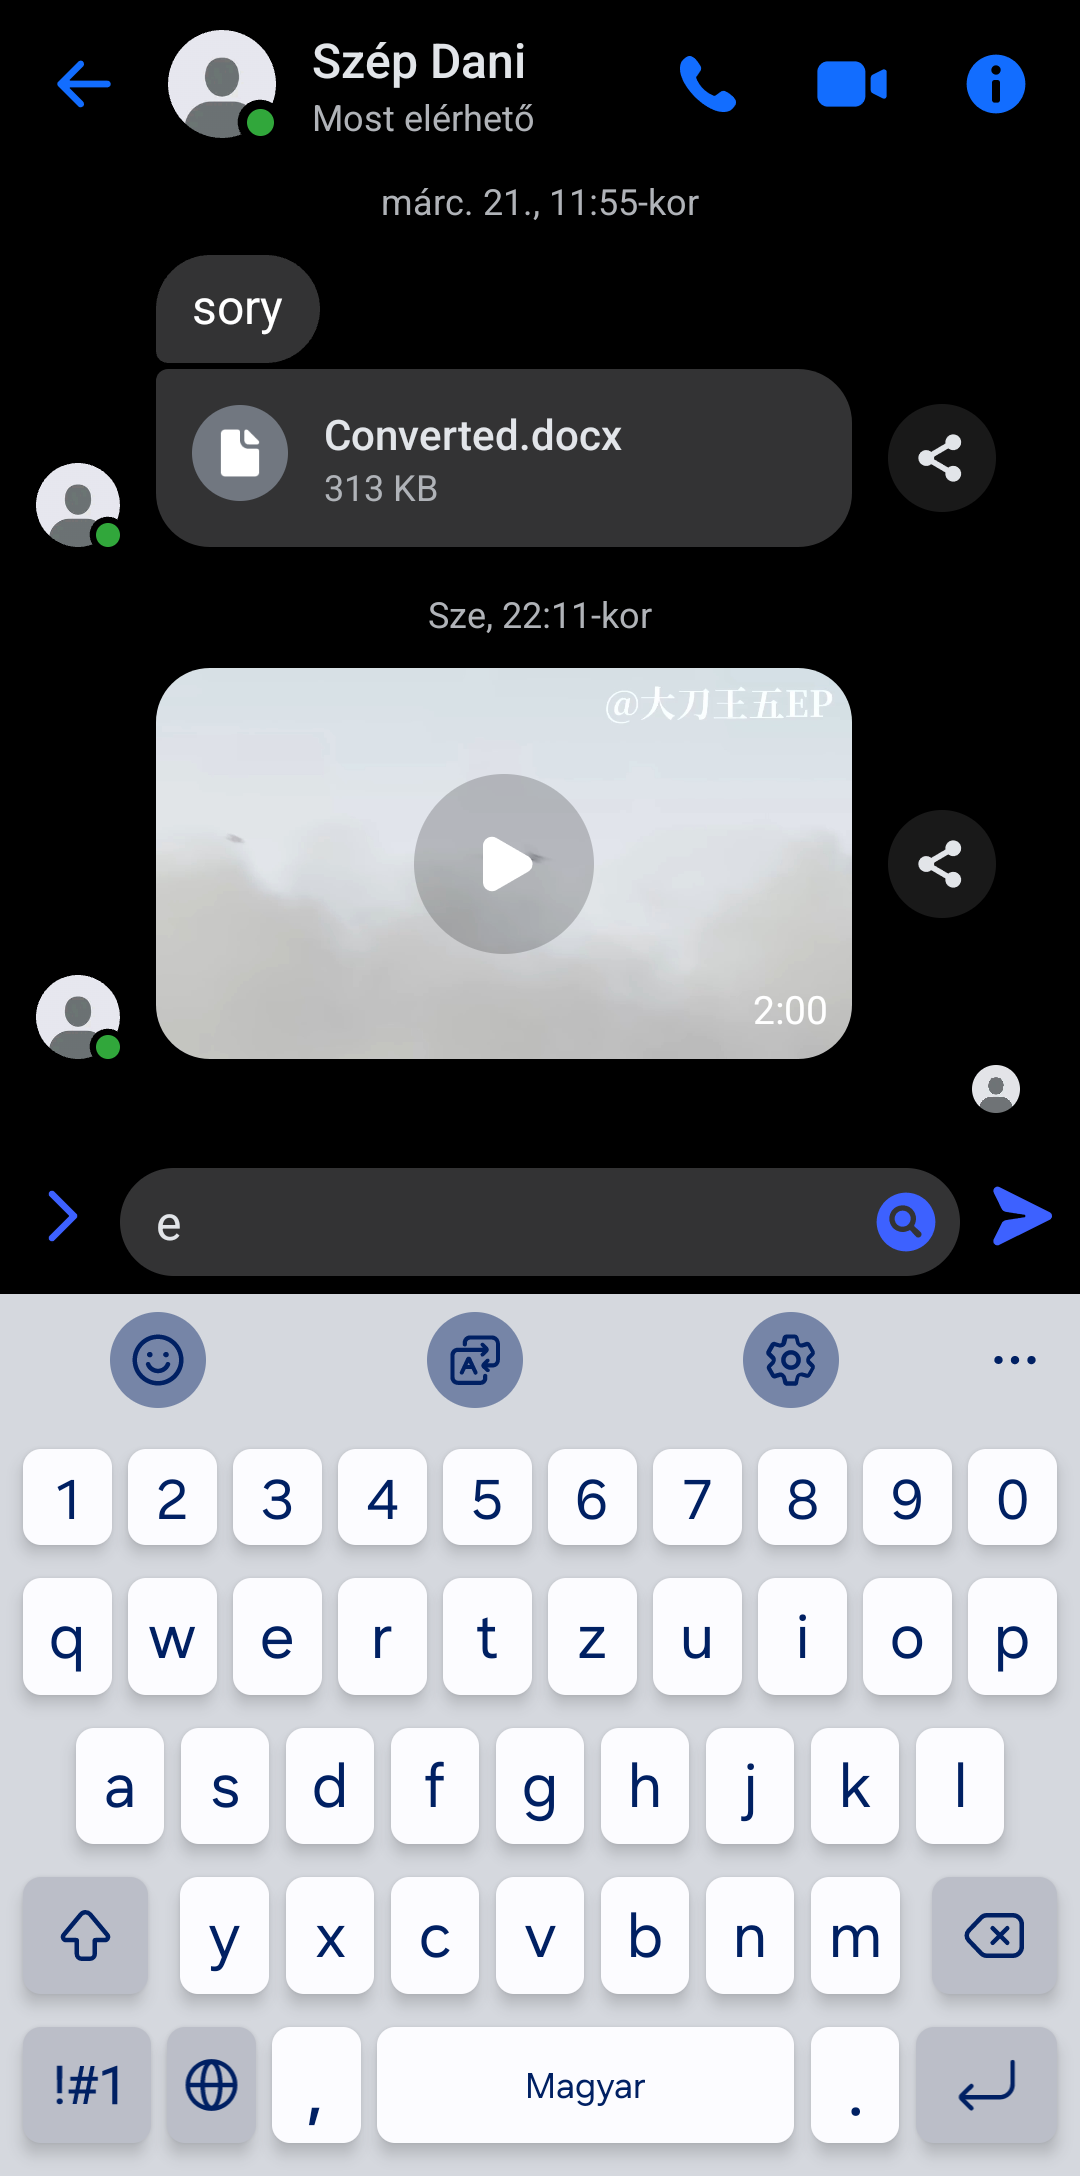 Szép Dani
Most elérhető
márc. 21., 11:55-kor
sory
Converted.docx
313 KB
Sze, 22:11-kor
@大刀王五EP
2:00
e
1 2 3 4 5 6 7 8 9 0
q w e r t z u i o p
a s d f g h j k l
y x c v b n m
!#1 , Magyar .